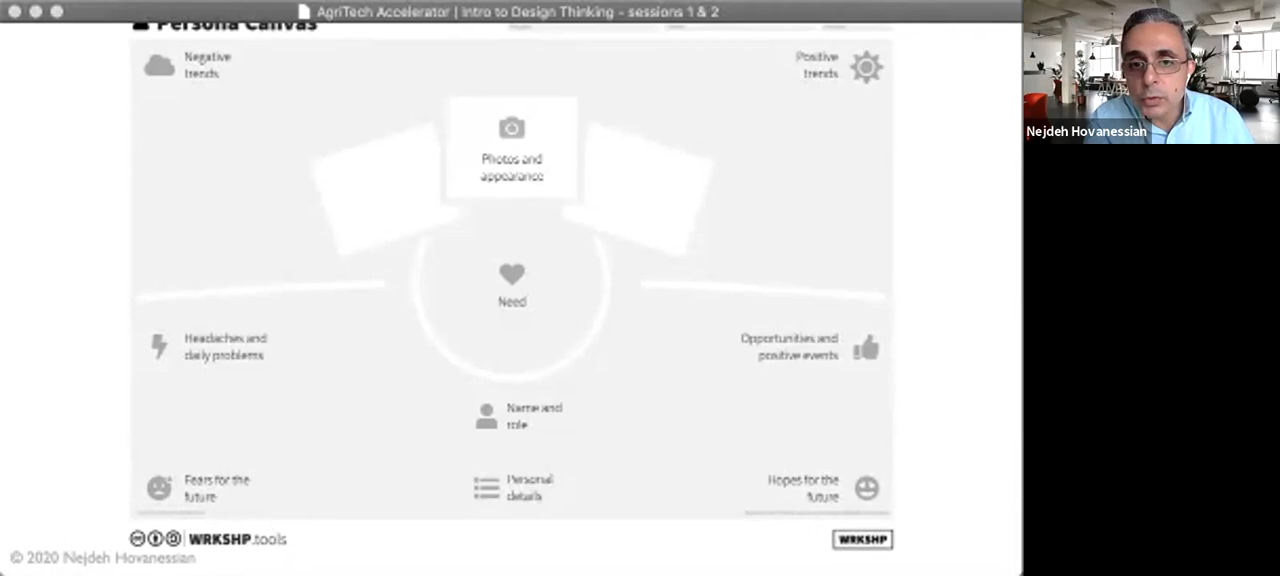 AgriTech Accelerator | Intro to Design Thinking - sessions 1 & 2
Persona Canvas
Negative
trends
Positive
trends
Photos and
appearance
Need
Headaches and
daily problems
Opportunities and
positive events
Name and
role
Fears for the
future
Personal
details
Hopes for the
future
WRKSHP.tools
WRKSHP
© 2020 Nejdeh Hovanessian
Nejdeh Hovanessian